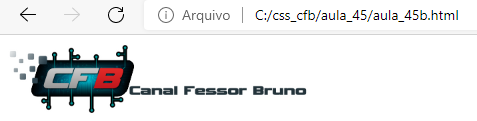 Arquivo | C:/css_cfb/aula_45/aula_45b.html
CFB
Canal Fessor Bruno